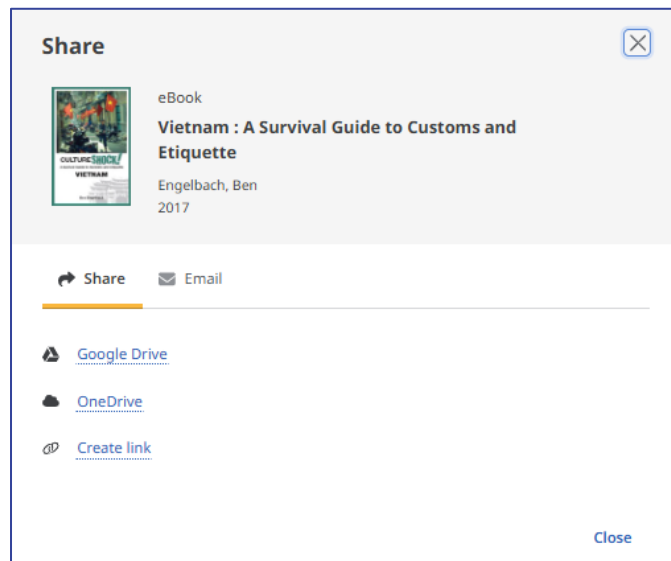 Share
eBook
Vietnam : A Survival Guide to Customs and
Etiquette
Engelbach, Ben
2017
CULTURESHOCK!
VIETNAM
Share
Email
Google Drive
OneDrive
Create link
Close